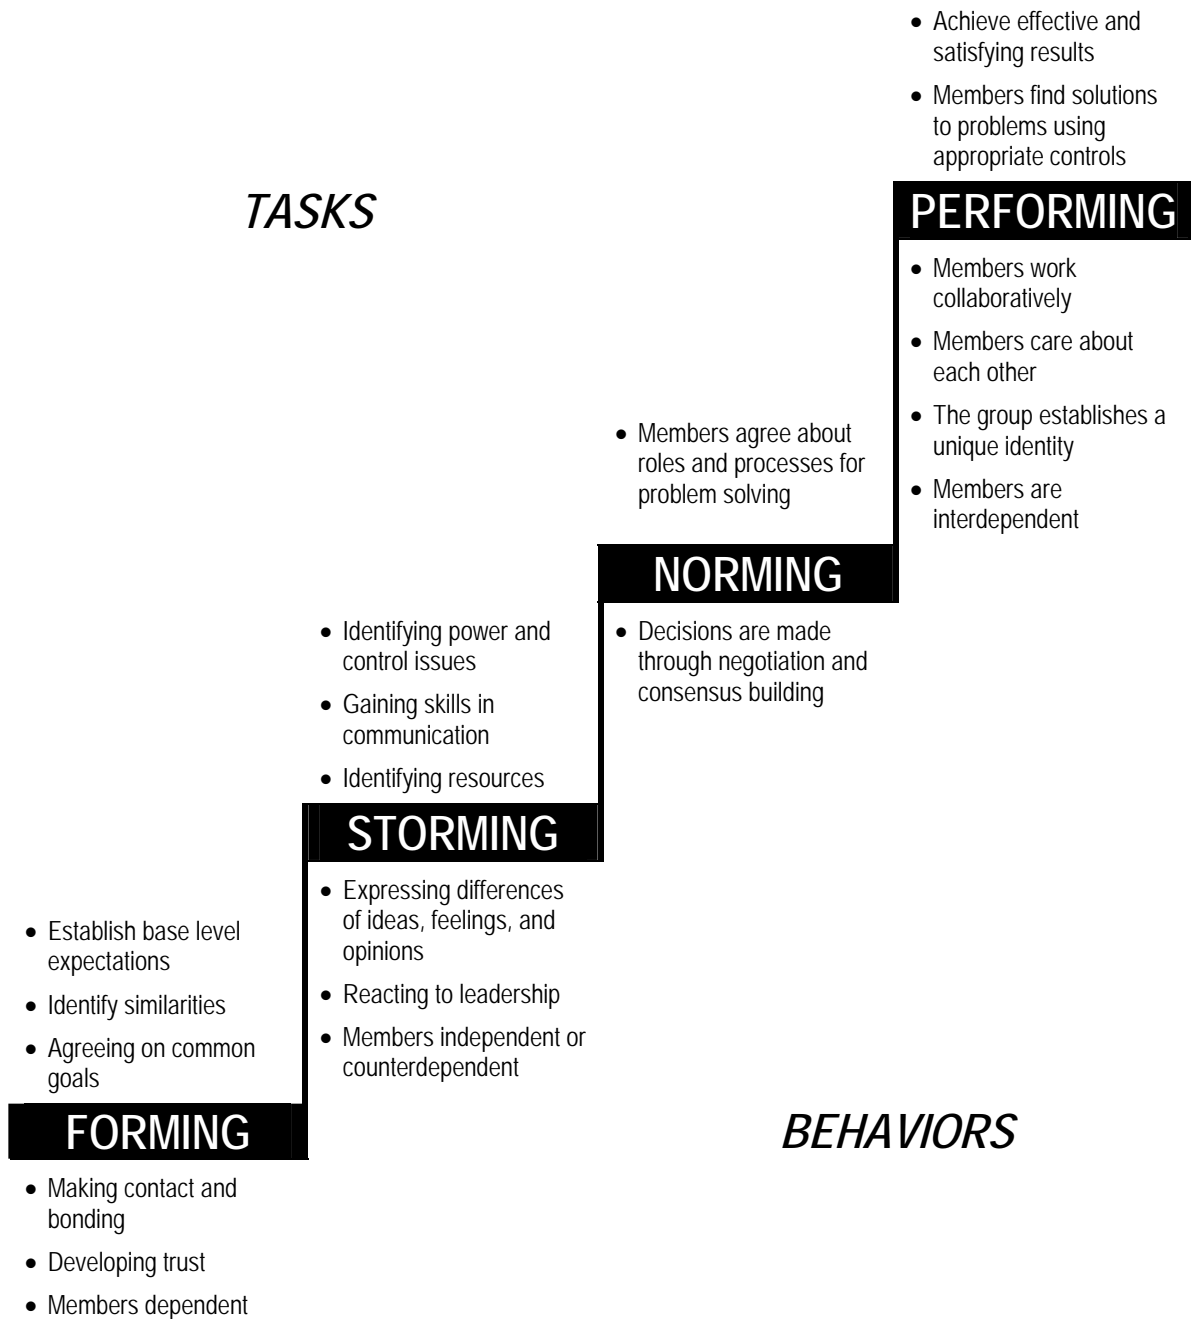 • Achieve effective and
satisfying results
• Members find solutions
to problems using
appropriate controls
TASKS
PERFORMING
• Members work
collaboratively
• Members care about
each other
• The group establishes a
unique identity
• Members are
interdependent
• Members agree about
roles and processes for
problem solving
NORMING
• Decisions are made
through negotiation and
consensus building
• Identifying power and
control issues
• Gaining skills in
communication
• Identifying resources
STORMING
• Expressing differences
of ideas, feelings, and
opinions
• Reacting to leadership
• Members independent or
counterdependent
• Establish base level
expectations
• Identify similarities
• Agreeing on common
goals
FORMING
BEHAVIORS
• Making contact and
bonding
• Developing trust
• Members dependent